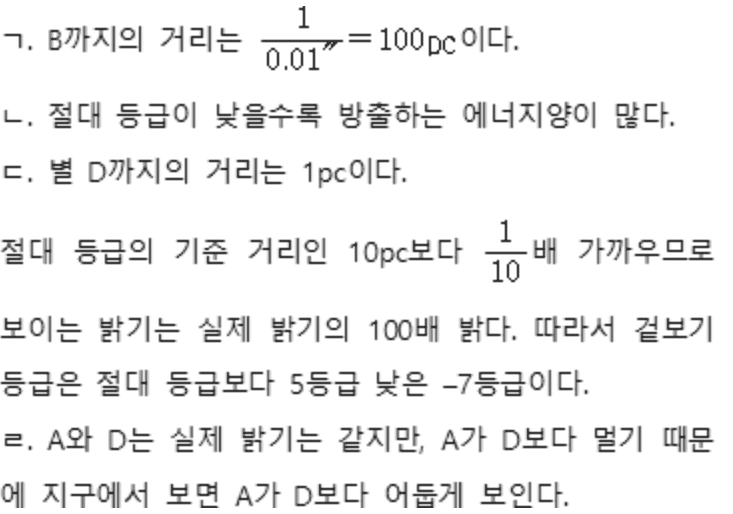 ㄱ. B까지의 거리는 1/0.01″=100pc이다.
ㄴ. 절대 등급이 낮을수록 방출하는 에너지양이 많다.
ㄷ. 별 D까지의 거리는 1pc이다.
절대 등급의 기준 거리인 10pc보다 1/10배 가까우므로
보이는 밝기는 실제 밝기의 100배 밝다. 따라서 겉보기
등급은 절대 등급보다 5등급 낮은 –7등급이다.
ㄹ. A와 D는 실제 밝기는 같지만, A가 D보다 멀기 때문
에 지구에서 보면 A가 D보다 어둡게 보인다.